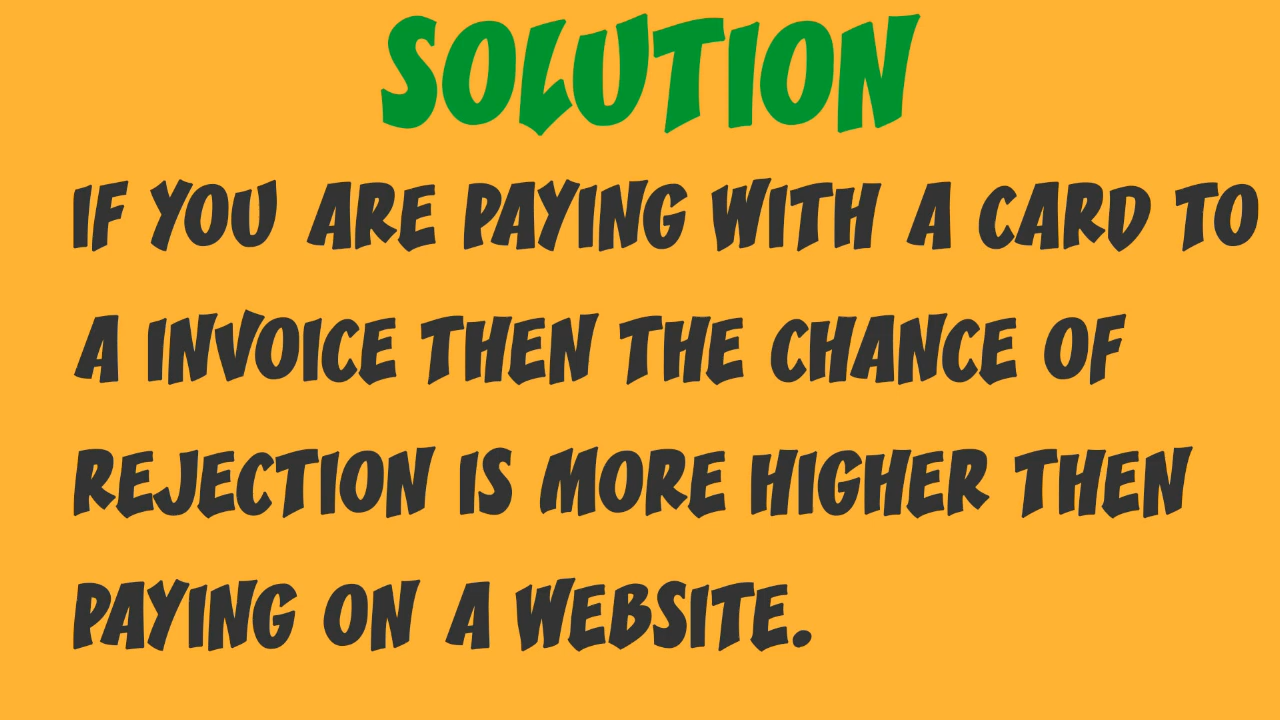 SOLUTION
IF YOU ARE PAYING WITH A CARD TO
A INVOICE THEN THE CHANCE OF
REJECTION IS MORE HIGHER THEN
PAYING ON A WEBSITE.